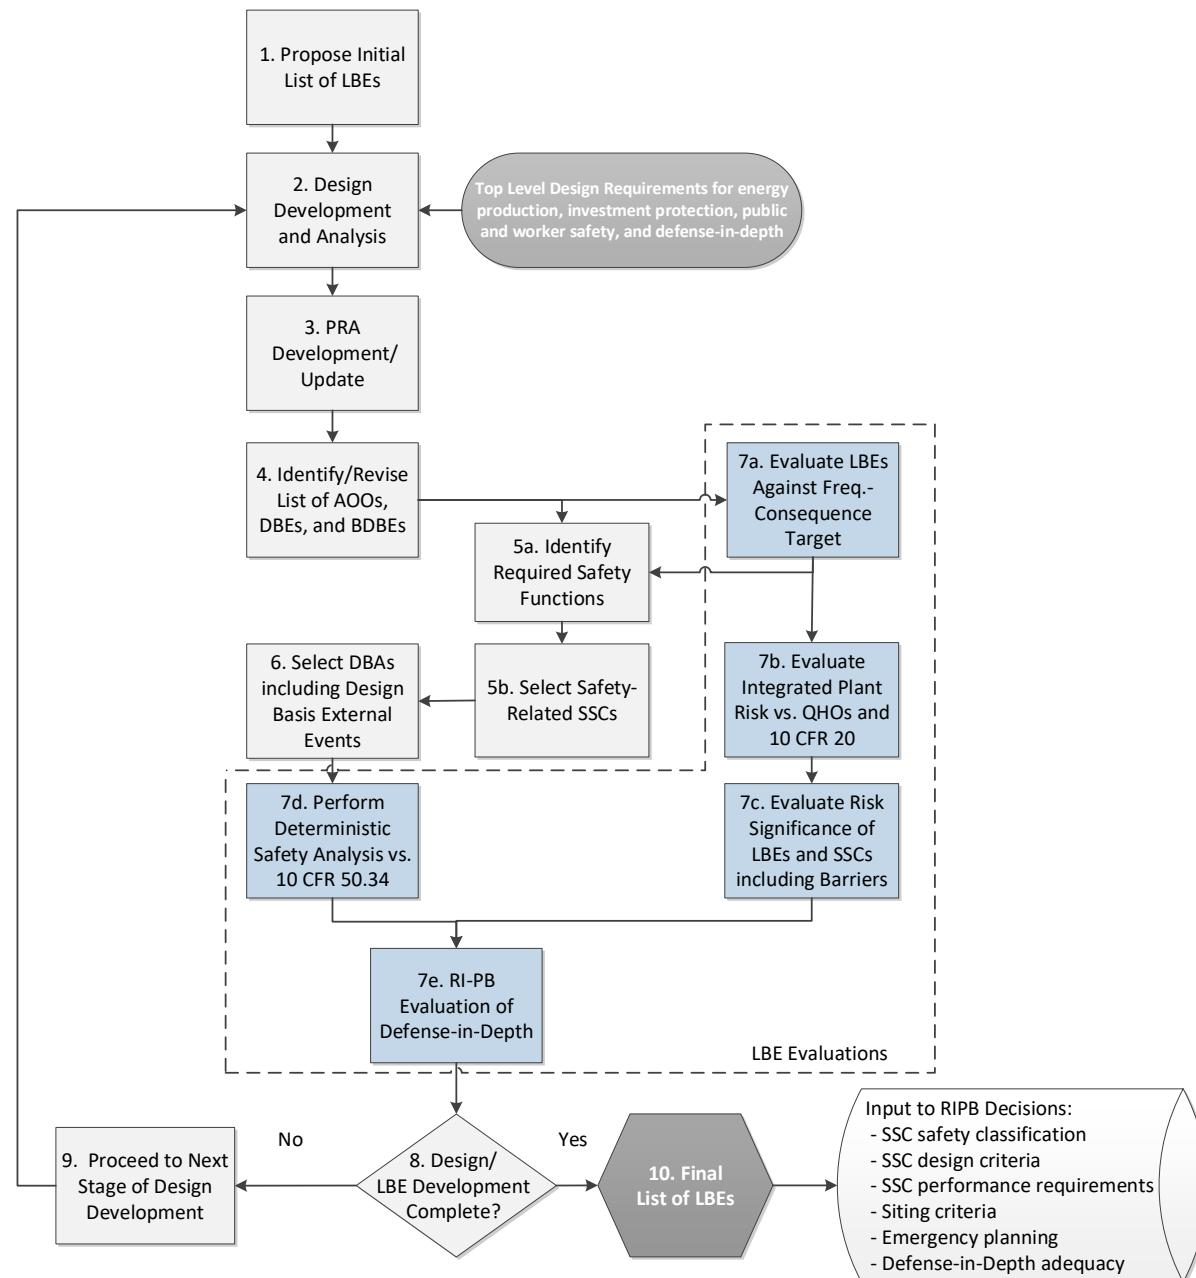 1. Propose Initial
List of LBEs
2. Design
Development
and Analysis
Top Level Design Requirements for energy
production, investment protection, public
and worker safety, and defense-in-depth
3. PRA
Development/
Update
4. Identify/Revise
List of AOOs,
DBEs, and BDBEs
7a. Evaluate LBEs
Against Freq.-
Consequence
Target
5a. Identify
Required Safety
Functions
6. Select DBAs
including Design
Basis External
Events
5b. Select Safety-
Related SSCs
7b. Evaluate
Integrated Plant
Risk vs. QHOs and
10 CFR 20
7d. Perform
Deterministic
Safety Analysis vs.
10 CFR 50.34
7c. Evaluate Risk
Significance of
LBEs and SSCs
including Barriers
7e. RI-PB
Evaluation of
Defense-in-Depth
LBE Evaluations
9. Proceed to Next
Stage of Design
Development
No
8. Design/
LBE Development
Complete?
Yes
10. Final
List of LBEs
Input to RIPB Decisions:
- SSC safety classification
- SSC design criteria
- SSC performance requirements
- Siting criteria
- Emergency planning
- Defense-in-Depth adequacy